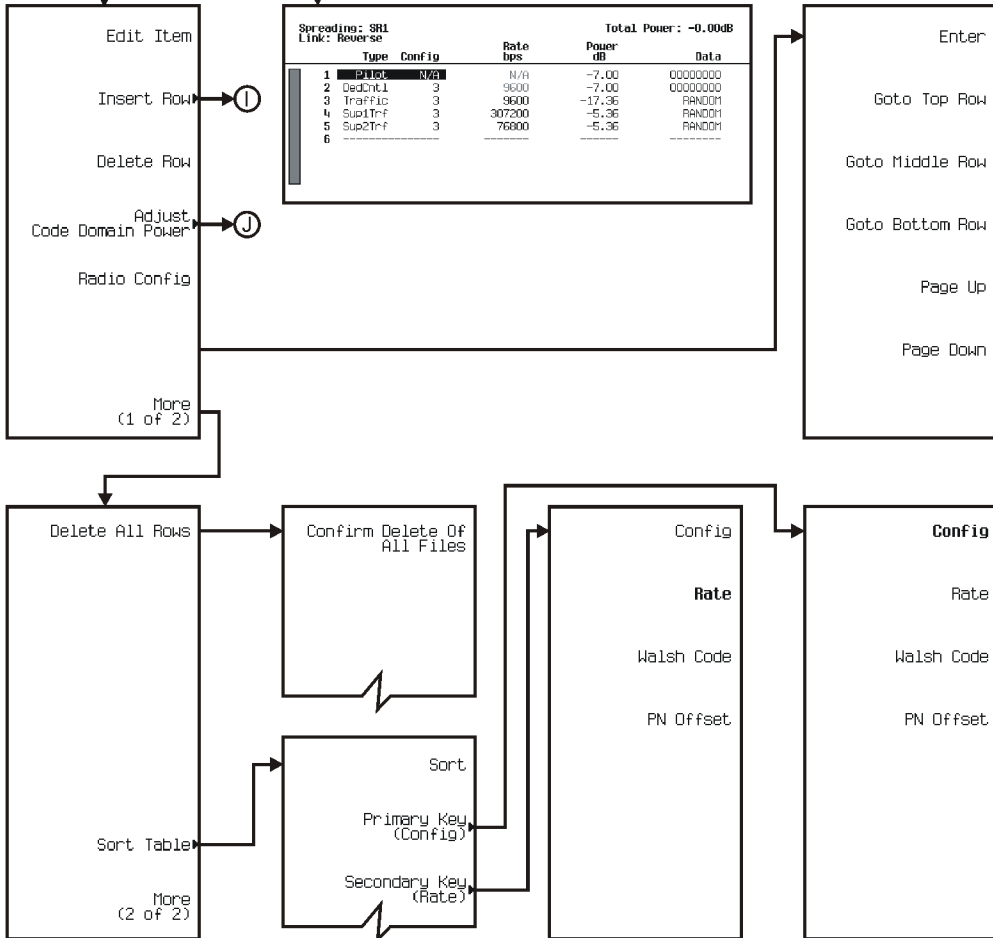 Edit Item
Insert Row
I
Delete Row
Adjust
Code Domain Power
J
Radio Config
More
(1 of 2)
Spreading: SR1 Total Power: -0.00dB
Link: Reverse
Rate Power
Type Config bps dB Data
1 Pilot N/A N/A -7.00 00000000
2 DedCntl 3 9600 -7.00 00000000
3 Traffic 3 9600 -17.36 RANDOM
4 Sup1Trf 3 307200 -5.36 RANDOM
5 Sup2Trf 3 76800 -5.36 RANDOM
6 -------------- ------- ------ --------
Enter
Goto Top Row
Goto Middle Row
Goto Bottom Row
Page Up
Page Down
Delete All Rows
Sort Table
More
(2 of 2)
Confirm Delete Of
All Files
Sort
Primary Key
(Config)
Secondary Key
(Rate)
Config
Rate
Walsh Code
PN Offset
Config
Rate
Walsh Code
PN Offset